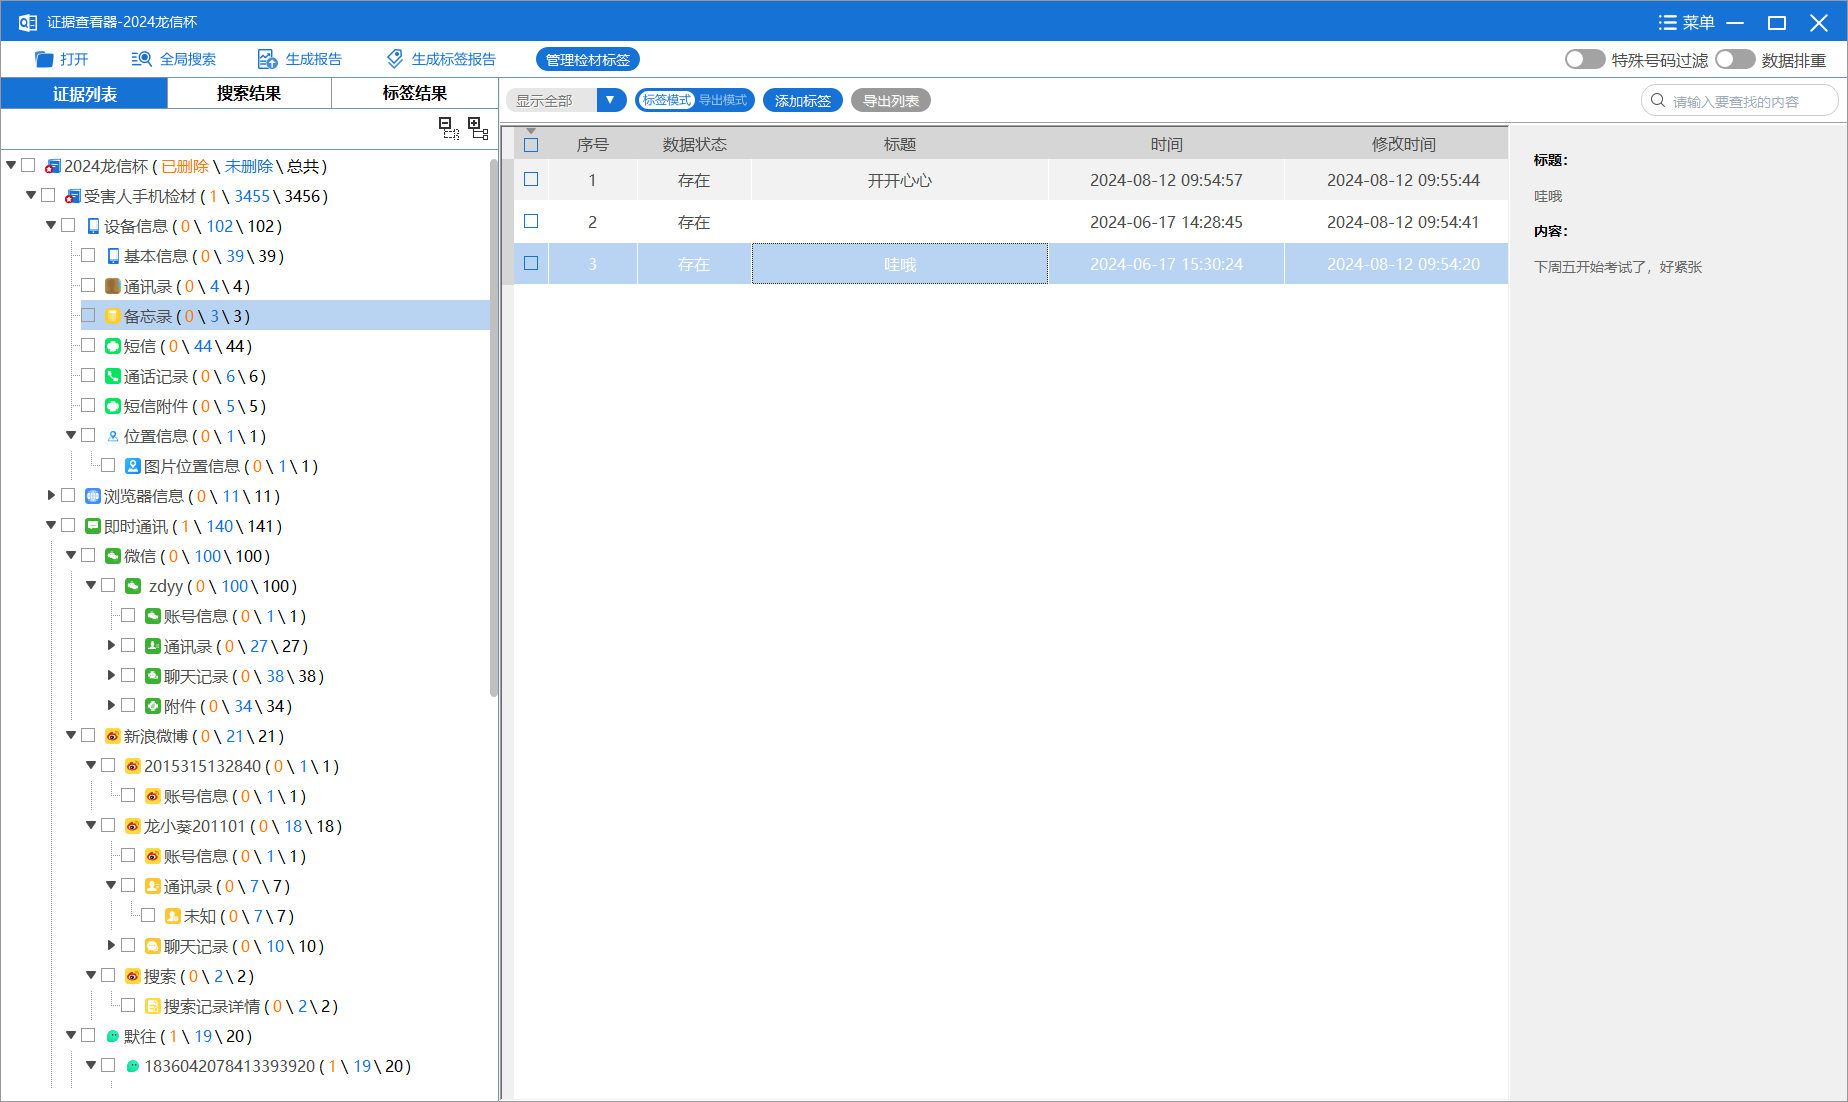 证据查看器-2024龙信杯
菜单
打开 全局搜索 生成报告 生成标签报告 管理检材标签
特殊号码过滤 数据排重
证据列表 搜索结果 标签结果
显示全部 标签模式 导出模式 添加标签 导出列表
请输入要查找的内容
2024龙信杯 ( 已删除 \ 未删除 \ 总共 )
受害人手机检材 ( 1 \ 3455 \ 3456 )
设备信息 ( 0 \ 102 \ 102 )
基本信息 ( 0 \ 39 \ 39 )
通讯录 ( 0 \ 4 \ 4 )
备忘录 ( 0 \ 3 \ 3 )
短信 ( 0 \ 44 \ 44 )
通话记录 ( 0 \ 6 \ 6 )
短信附件 ( 0 \ 5 \ 5 )
位置信息 ( 0 \ 1 \ 1 )
图片位置信息 ( 0 \ 1 \ 1 )
浏览器信息 ( 0 \ 11 \ 11 )
即时通讯 ( 1 \ 140 \ 141 )
微信 ( 0 \ 100 \ 100 )
zdyy ( 0 \ 100 \ 100 )
账号信息 ( 0 \ 1 \ 1 )
通讯录 ( 0 \ 27 \ 27 )
聊天记录 ( 0 \ 38 \ 38 )
附件 ( 0 \ 34 \ 34 )
新浪微博 ( 0 \ 21 \ 21 )
2015315132840 ( 0 \ 1 \ 1 )
账号信息 ( 0 \ 1 \ 1 )
龙小葵201101 ( 0 \ 18 \ 18 )
账号信息 ( 0 \ 1 \ 1 )
通讯录 ( 0 \ 7 \ 7 )
未知 ( 0 \ 7 \ 7 )
聊天记录 ( 0 \ 10 \ 10 )
搜索 ( 0 \ 2 \ 2 )
搜索记录详情 ( 0 \ 2 \ 2 )
默往 ( 1 \ 19 \ 20 )
1836042078413393920 ( 1 \ 19 \ 20 )
序号 数据状态 标题 时间 修改时间
1 存在 开开心心 2024-08-12 09:54:57 2024-08-12 09:55:44
2 存在 2024-06-17 14:28:45 2024-08-12 09:54:41
3 存在 哇哦 2024-06-17 15:30:24 2024-08-12 09:54:20
标题：
哇哦
内容：
下周五开始考试了，好紧张